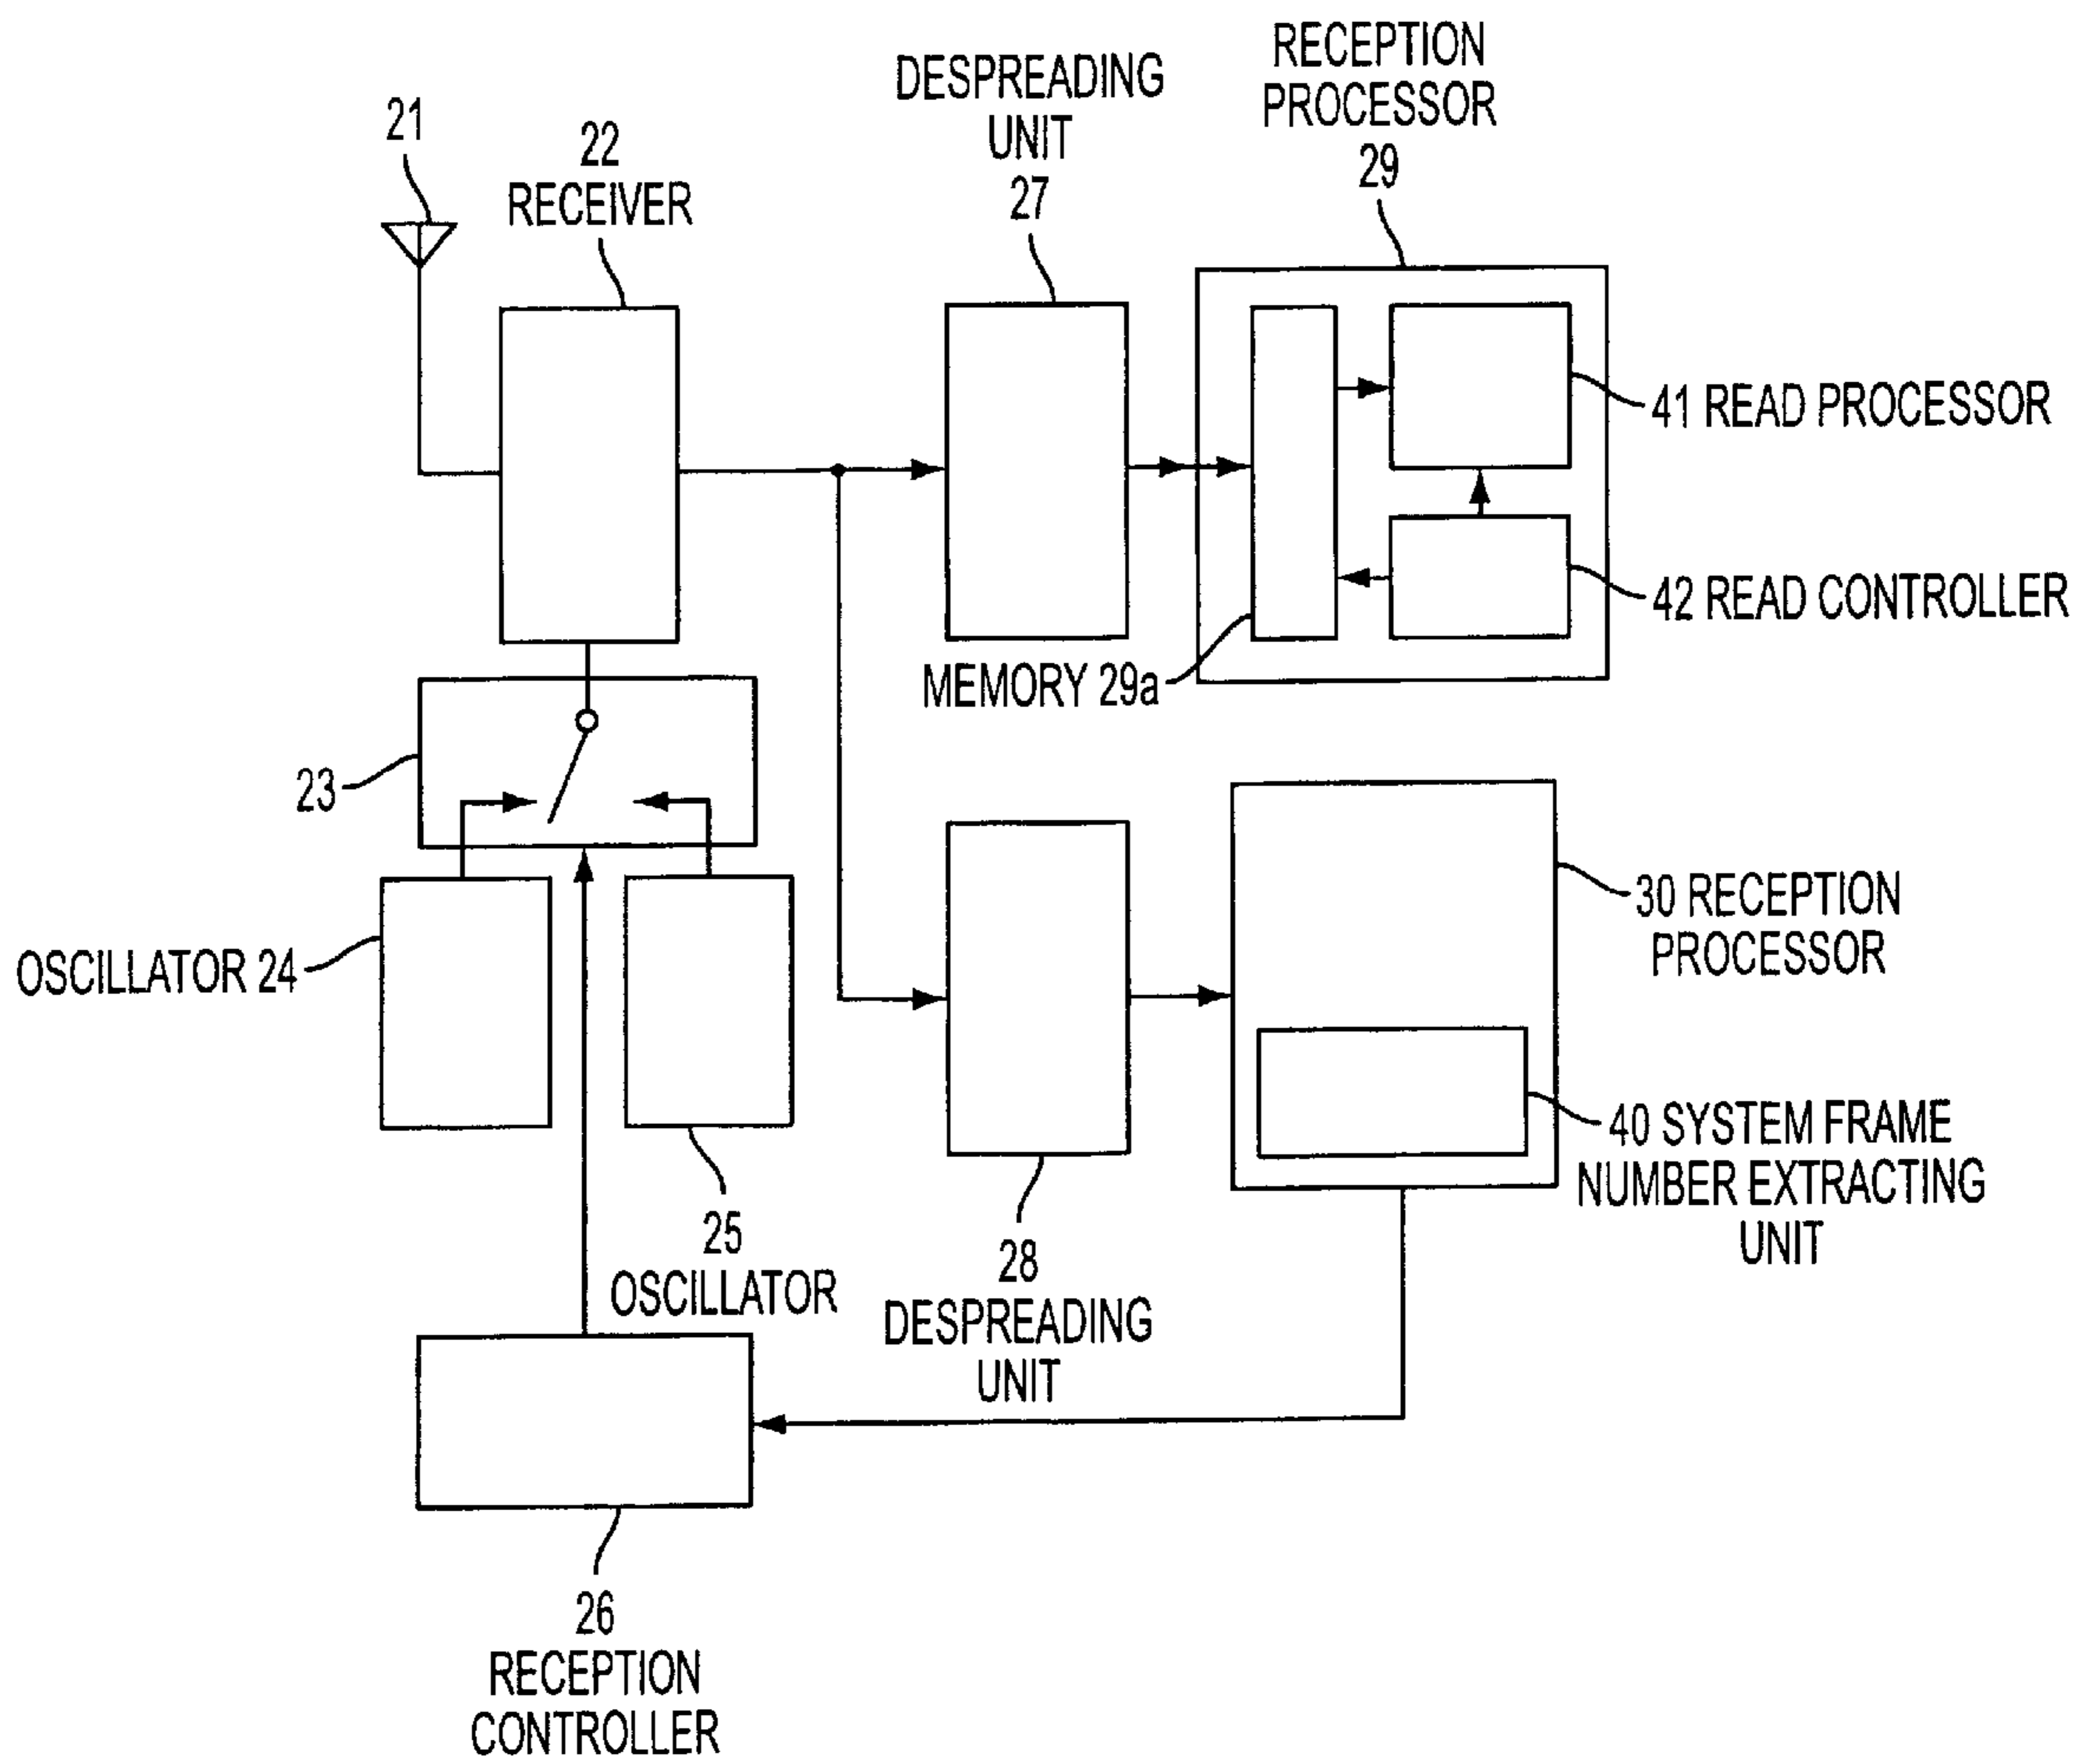 RECEPTION
PROCESSOR
29
DESPREADING
UNIT
27
21
22
RECEIVER
41 READ PROCESSOR
42 READ CONTROLLER
MEMORY 29a
23
30 RECEPTION
PROCESSOR
OSCILLATOR 24
40 SYSTEM FRAME
NUMBER EXTRACTING
UNIT
25
OSCILLATOR
28
DESPREADING
UNIT
26
RECEPTION
CONTROLLER